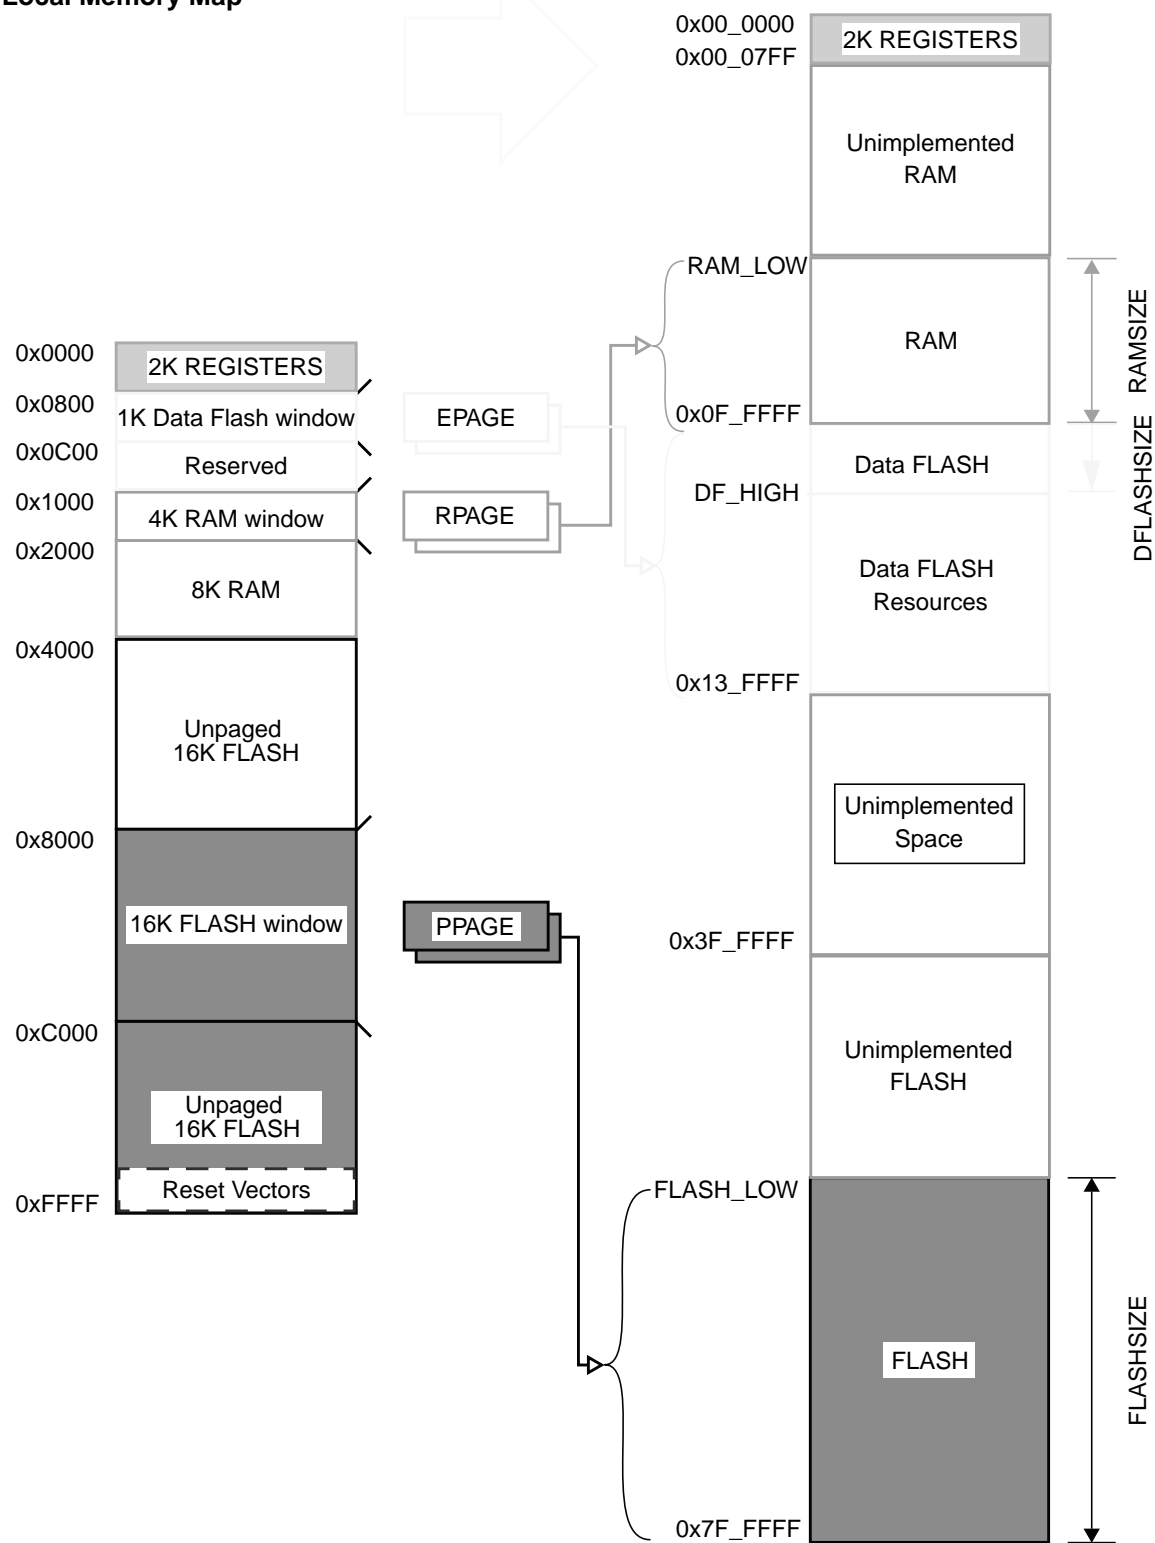 Local Memory Map
0x0000
2K REGISTERS
0x0800
1K Data Flash window
0x0C00
Reserved
0x1000
4K RAM window
0x2000
8K RAM
0x4000
Unpaged
16K FLASH
0x8000
16K FLASH window
0xC000
Unpaged
16K FLASH
Reset Vectors
0xFFFF
EPAGE
RPAGE
PPAGE
0x00_0000
2K REGISTERS
0x00_07FF
Unimplemented
RAM
RAM_LOW
RAM
RAMSIZE
0x0F_FFFF
Data FLASH
DFLASHSIZE
DF_HIGH
Data FLASH
Resources
0x13_FFFF
Unimplemented
Space
0x3F_FFFF
Unimplemented
FLASH
FLASH_LOW
FLASH
FLASHSIZE
0x7F_FFFF